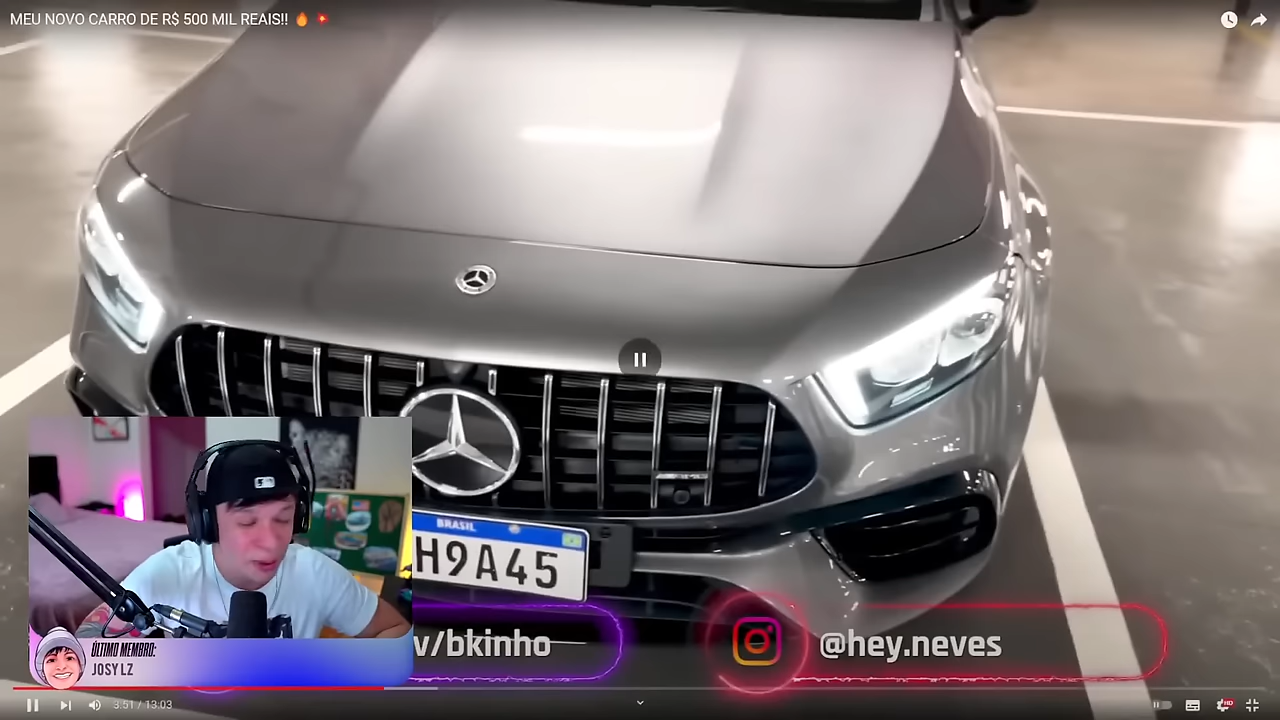 MEU NOVO CARRO DE R$ 500 MIL REAIS!! 🔥 💥
BRASIL
H9A45
v/bkinho
@hey.neves
ÚLTIMO MEMBRO:
JOSY LZ
3:51 / 13:03
HD